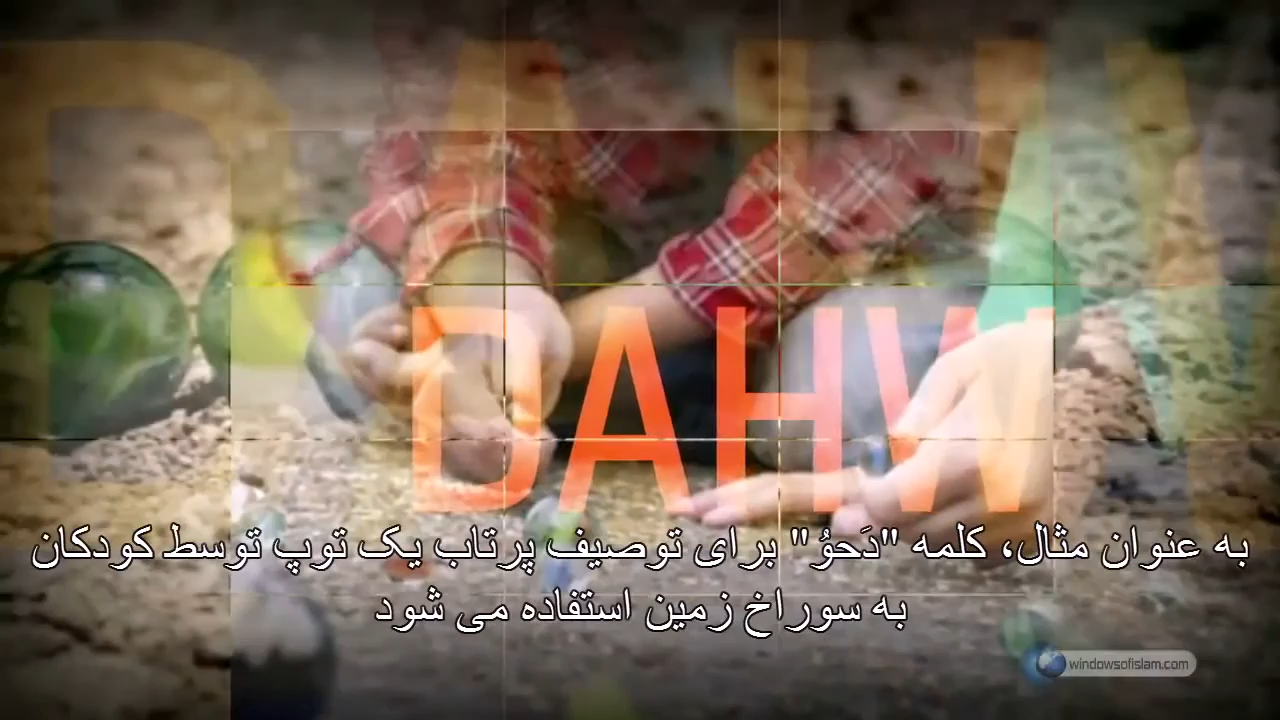 DAHW
به عنوان مثال، کلمه "دَحوُ" برای توصیف پرتاب یک توپ توسط کودکان
به سوراخ زمین استفاده می شود
windowsofislam.com